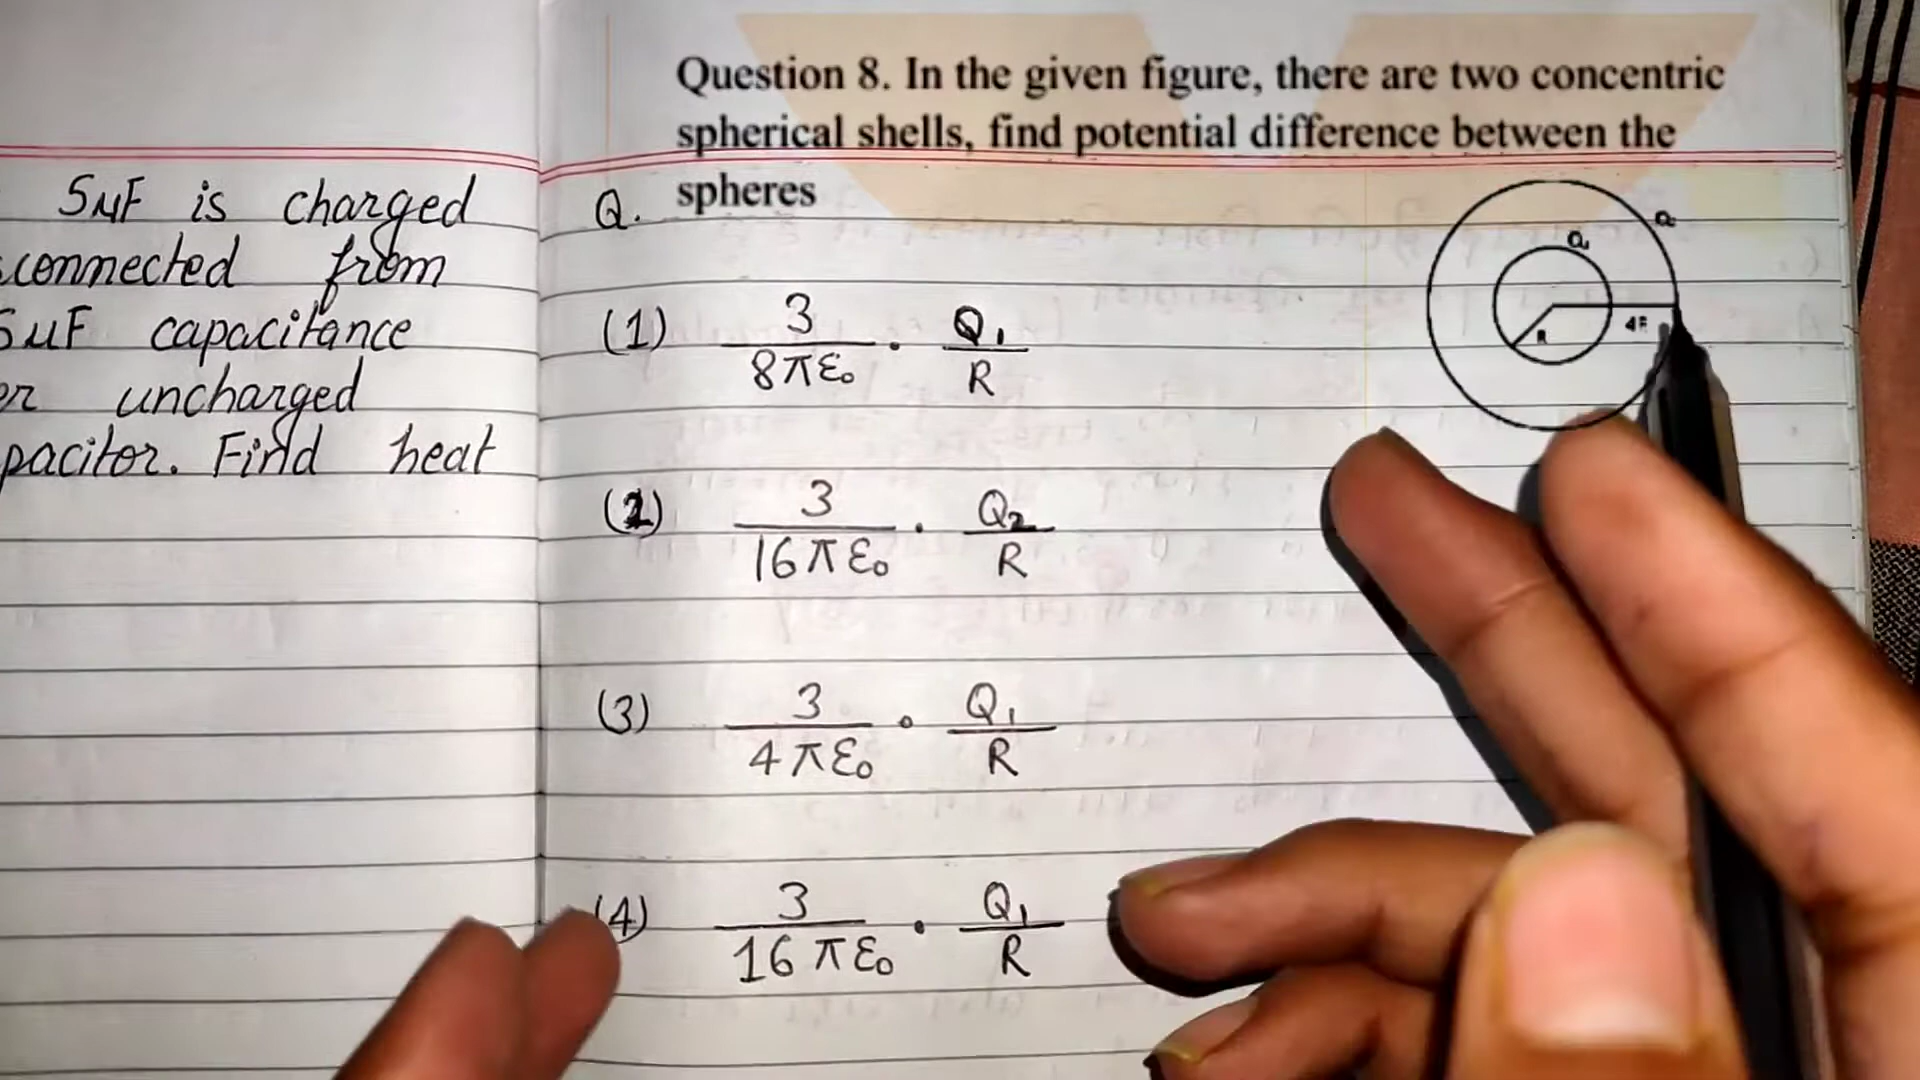 5μF is charged
connected from
5μF capacitance
er uncharged
pacitor. Find heat
Question 8. In the given figure, there are two concentric
spherical shells, find potential difference between the
Q. spheres
Q
Q₁
4R
R
(1) 3/8πε₀ . Q₁/R
(2) 3/16πε₀ . Q₂/R
(3) 3/4πε₀ . Q₁/R
(4) 3/16πε₀ . Q₁/R